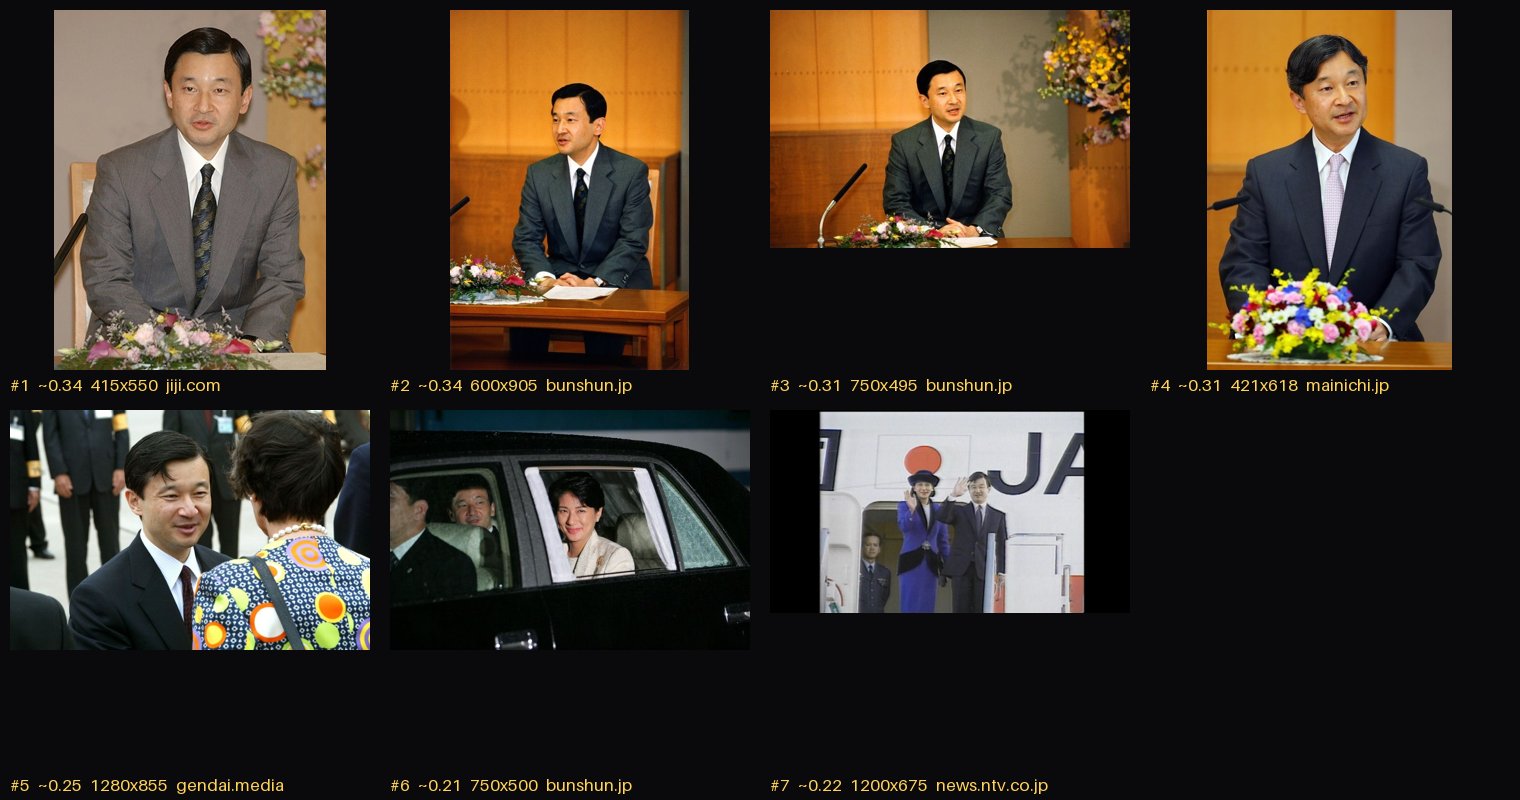 #1 ~0.34 415x550 jiji.com
#2 ~0.34 600x905 bunshun.jp
#3 ~0.31 750x495 bunshun.jp
#4 ~0.31 421x618 mainichi.jp
JA
#5 ~0.25 1280x855 gendai.media
#6 ~0.21 750x500 bunshun.jp
#7 ~0.22 1200x675 news.ntv.co.jp